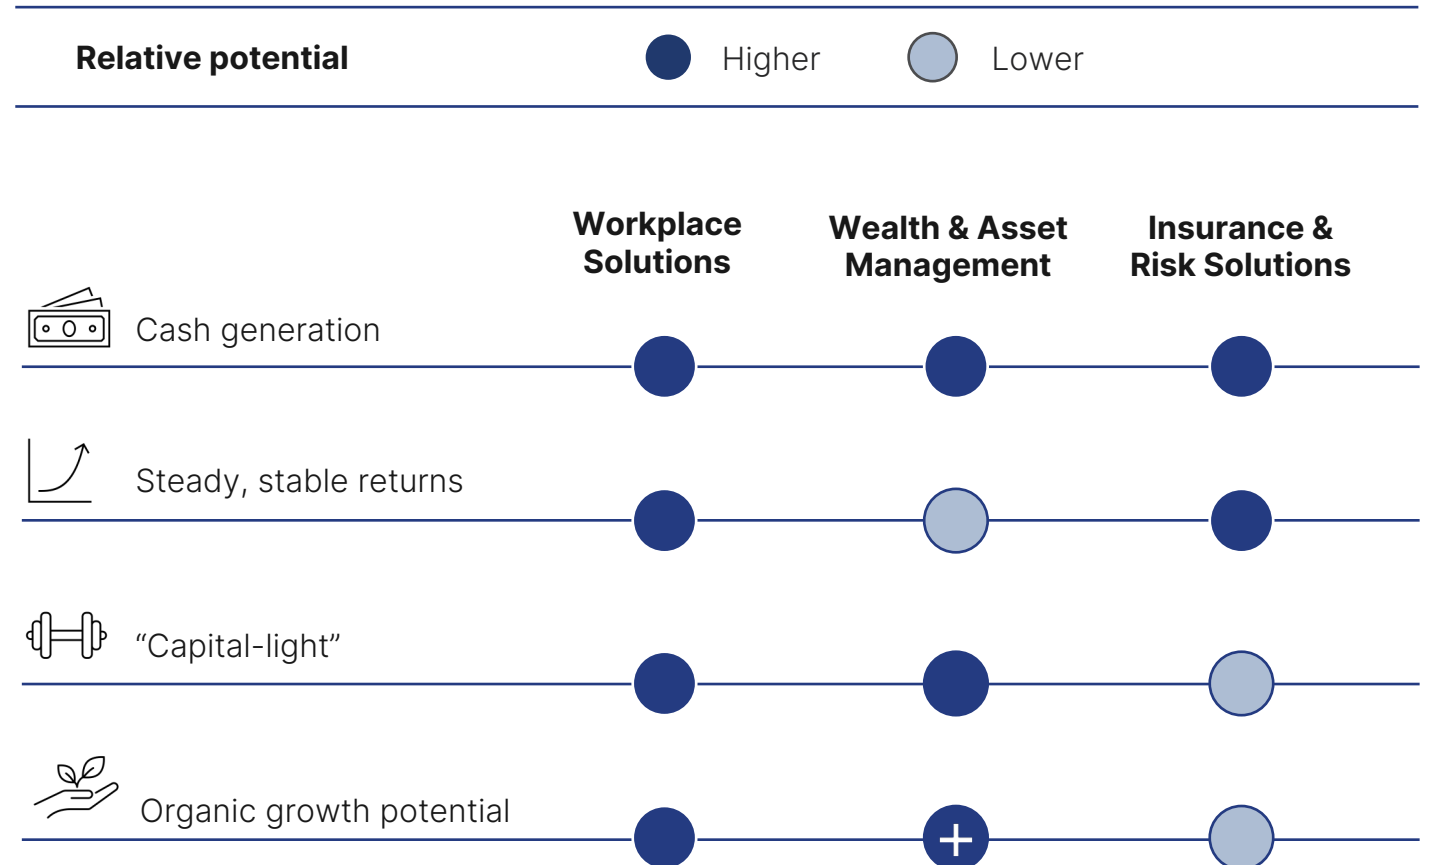 Relative potential Higher Lower
Workplace Solutions
Wealth & Asset Management
Insurance & Risk Solutions
Cash generation
Steady, stable returns
“Capital-light”
Organic growth potential
+